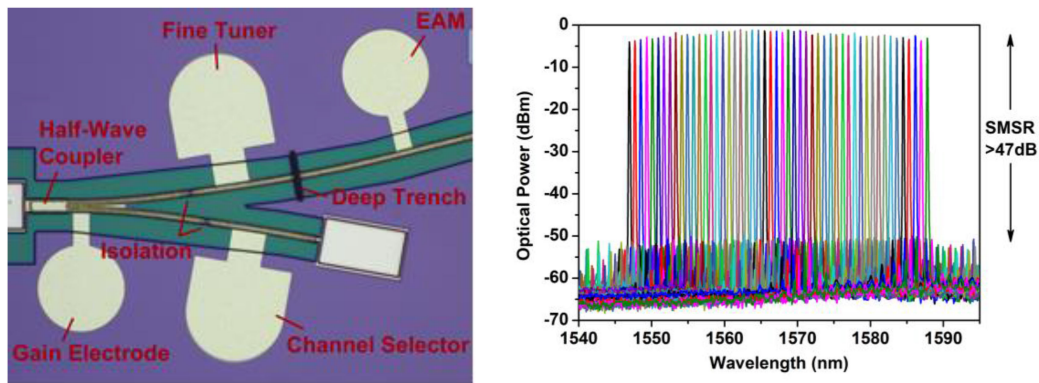 Fine Tuner
EAM
Half-Wave
Coupler
Deep Trench
Isolation
Gain Electrode
Channel Selector
Optical Power (dBm)
0
-10
-20
-30
-40
-50
-60
-70
1540
1550
1560
1570
1580
1590
Wavelength (nm)
SMSR
>47dB